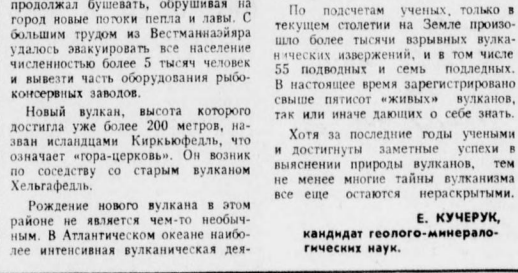 продолжал бушевать, обрушивая на
город новые потоки пепла и лавы. С
большим трудом из Вестманнаэйяра
удалось эвакуировать все население
численностью более 5 тысяч человек
и вывезти часть оборудования рыбо-
консервных заводов.
Новый вулкан, высота которого
достигла уже более 200 метров, на-
зван исландцами Киркьюфедль, что
означает «гора-церковь». Он возник
по соседству со старым вулканом
Хельгафедль.
Рождение нового вулкана в этом
районе не является чем-то необыч-
ным. В Атлантическом океане наибо-
лее интенсивная вулканическая дея-
По подсчетам ученых, только в
текущем столетии на Земле произо-
шло более тысячи взрывных вулка-
нических извержений, и в том числе
55 подводных и семь подледных.
В настоящее время зарегистрировано
свыше пятисот «живых» вулканов,
так или иначе дающих о себе знать.
Хотя за последние годы учеными
и достигнуты заметные успехи в
выяснении природы вулканов, тем
не менее многие тайны вулканизма
все еще остаются нераскрытыми.
Е. КУЧЕРУК,
кандидат геолого-минерало-
гических наук.